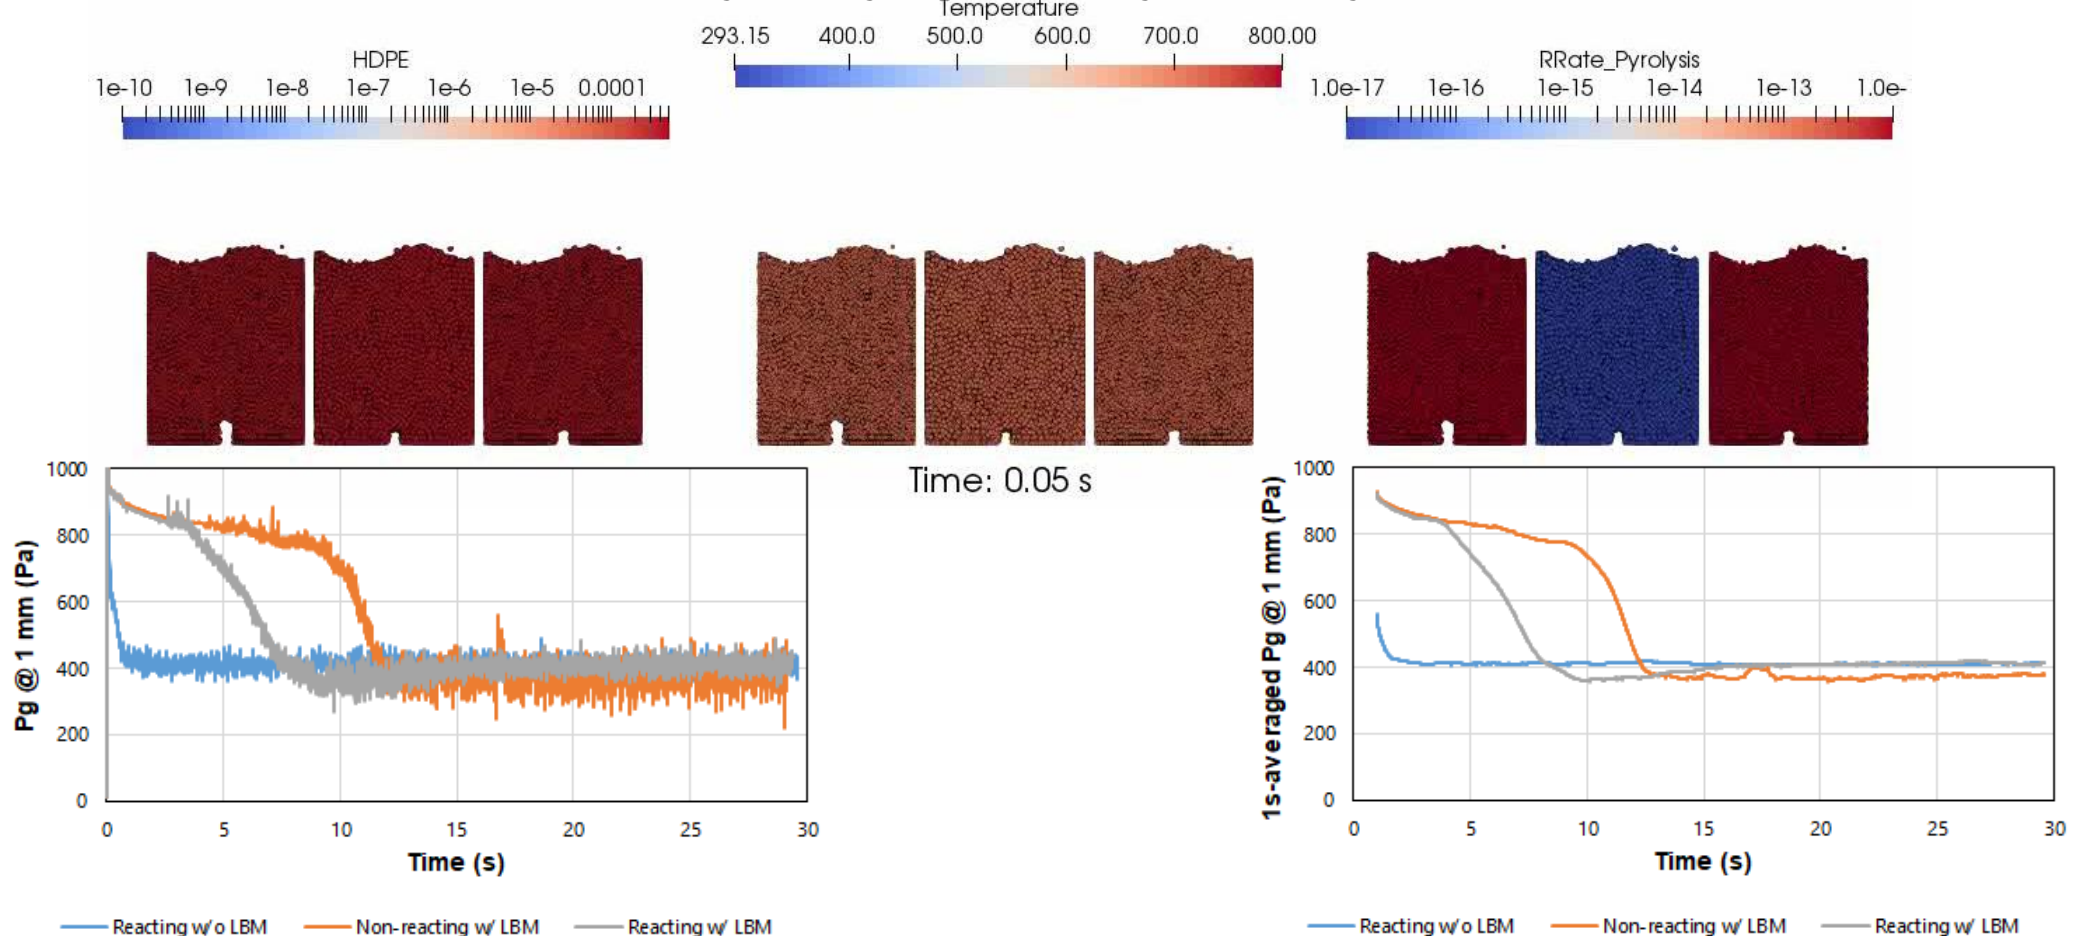 Temperature
293.15 400.0 500.0 600.0 700.0 800.00
HDPE
1e-10 1e-9 1e-8 1e-7 1e-6 1e-5 0.0001
RRate_Pyrolysis
1.0e-17 1e-16 1e-15 1e-14 1e-13 1.0e-
Time: 0.05 s
Pg @ 1 mm (Pa)
1000
800
600
400
200
0
0 5 10 15 20 25 30
Time (s)
Reacting w/o LBM Non-reacting w/ LBM Reacting w/ LBM
1s-averaged Pg @ 1 mm (Pa)
1000
800
600
400
200
0
0 5 10 15 20 25 30
Time (s)
Reacting w/o LBM Non-reacting w/ LBM Reacting w/ LBM